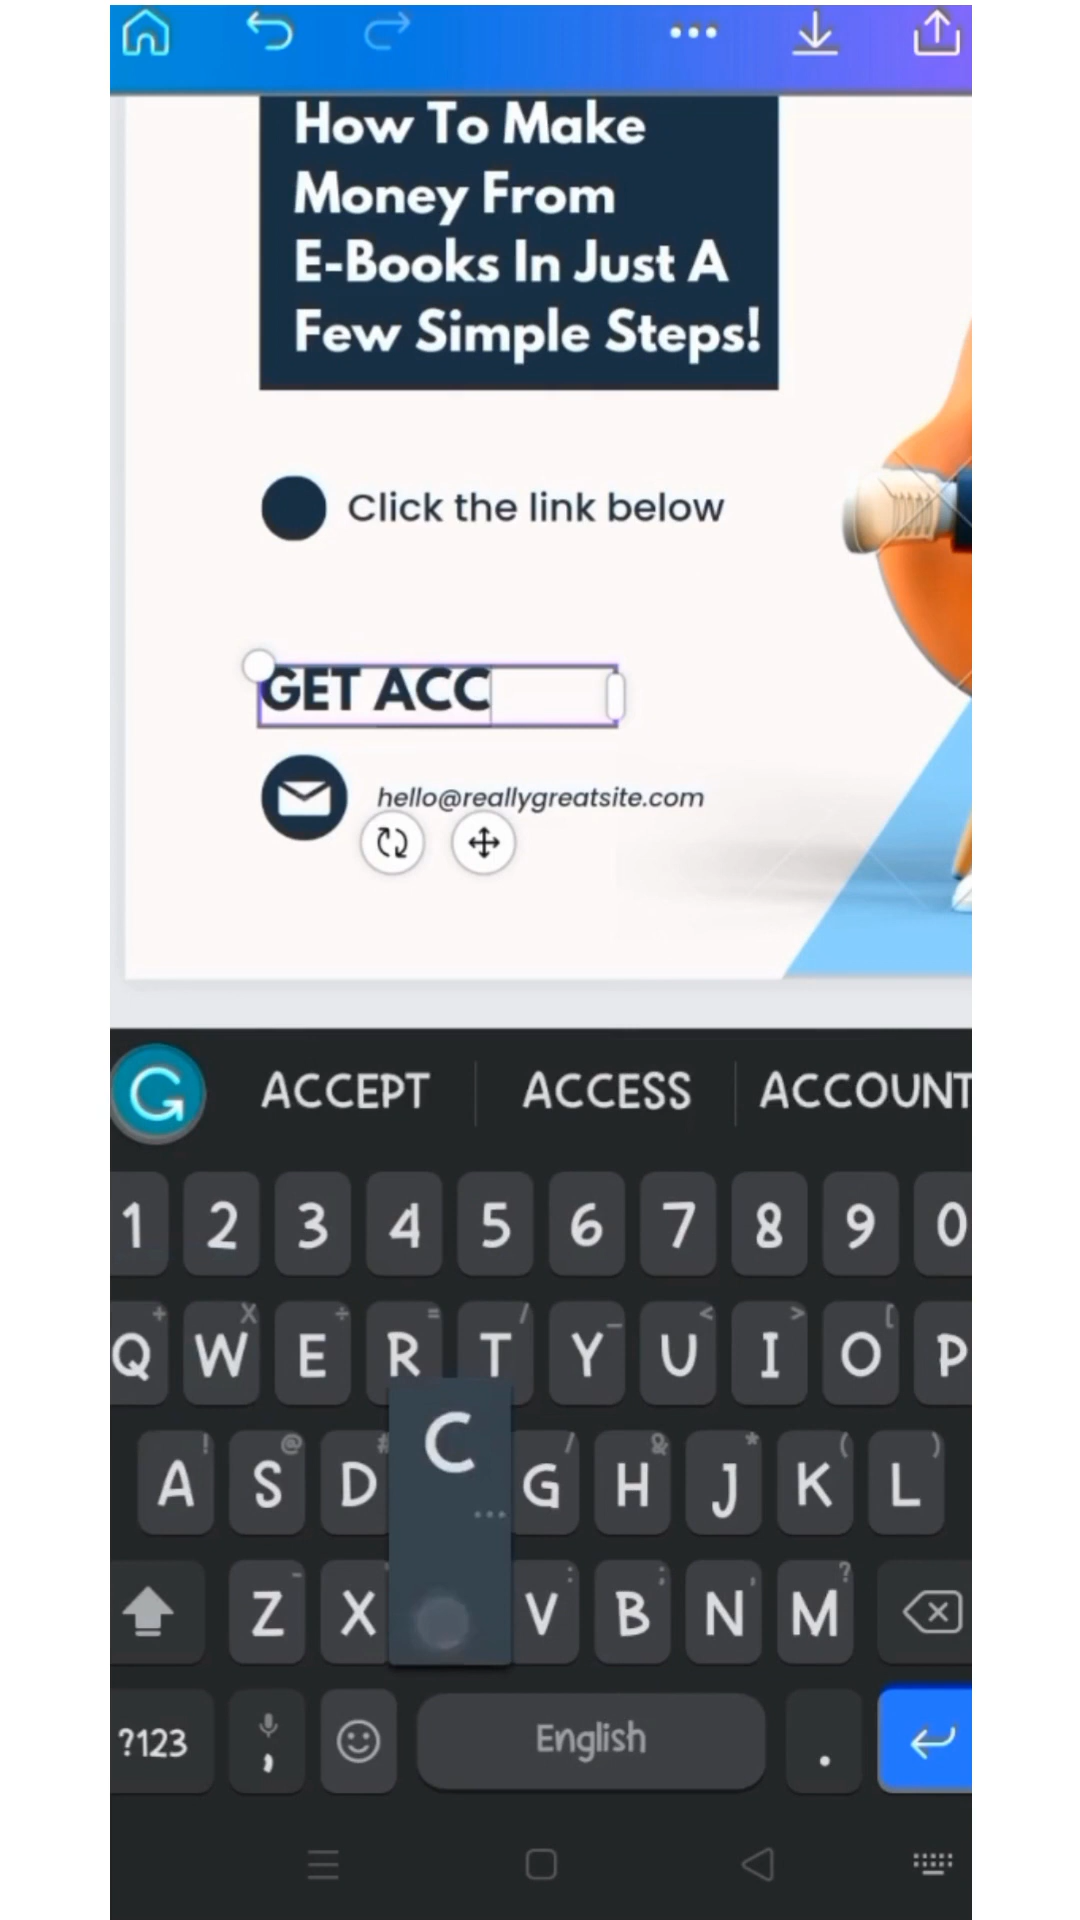 How To Make
Money From
E-Books In Just A
Few Simple Steps!
Click the link below
GET ACC
hello@reallygreatsite.com
ACCEPT ACCESS ACCOUNT
1 2 3 4 5 6 7 8 9 0
+ X ÷ = / _ < > [
Q W E R T Y U I O P
C
! @ # / & * ( )
A S D G H J K L
...
- : ; , ?
Z X V B N M
?123 , English .